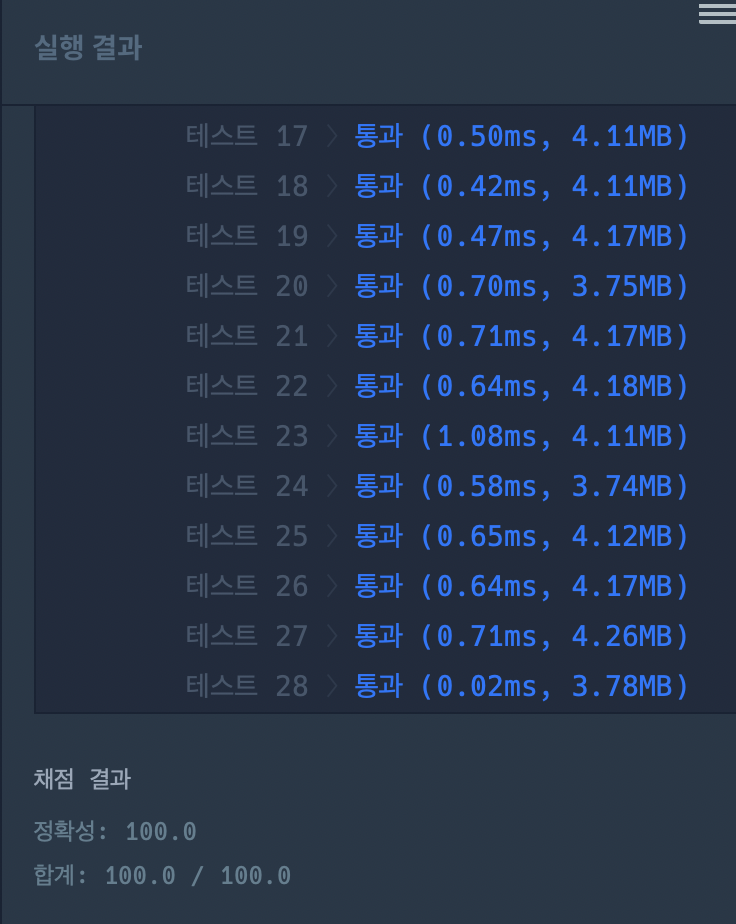 실행 결과
테스트 17 〉 통과 (0.50ms, 4.11MB)
테스트 18 〉 통과 (0.42ms, 4.11MB)
테스트 19 〉 통과 (0.47ms, 4.17MB)
테스트 20 〉 통과 (0.70ms, 3.75MB)
테스트 21 〉 통과 (0.71ms, 4.17MB)
테스트 22 〉 통과 (0.64ms, 4.18MB)
테스트 23 〉 통과 (1.08ms, 4.11MB)
테스트 24 〉 통과 (0.58ms, 3.74MB)
테스트 25 〉 통과 (0.65ms, 4.12MB)
테스트 26 〉 통과 (0.64ms, 4.17MB)
테스트 27 〉 통과 (0.71ms, 4.26MB)
테스트 28 〉 통과 (0.02ms, 3.78MB)
채점 결과
정확성: 100.0
합계: 100.0 / 100.0